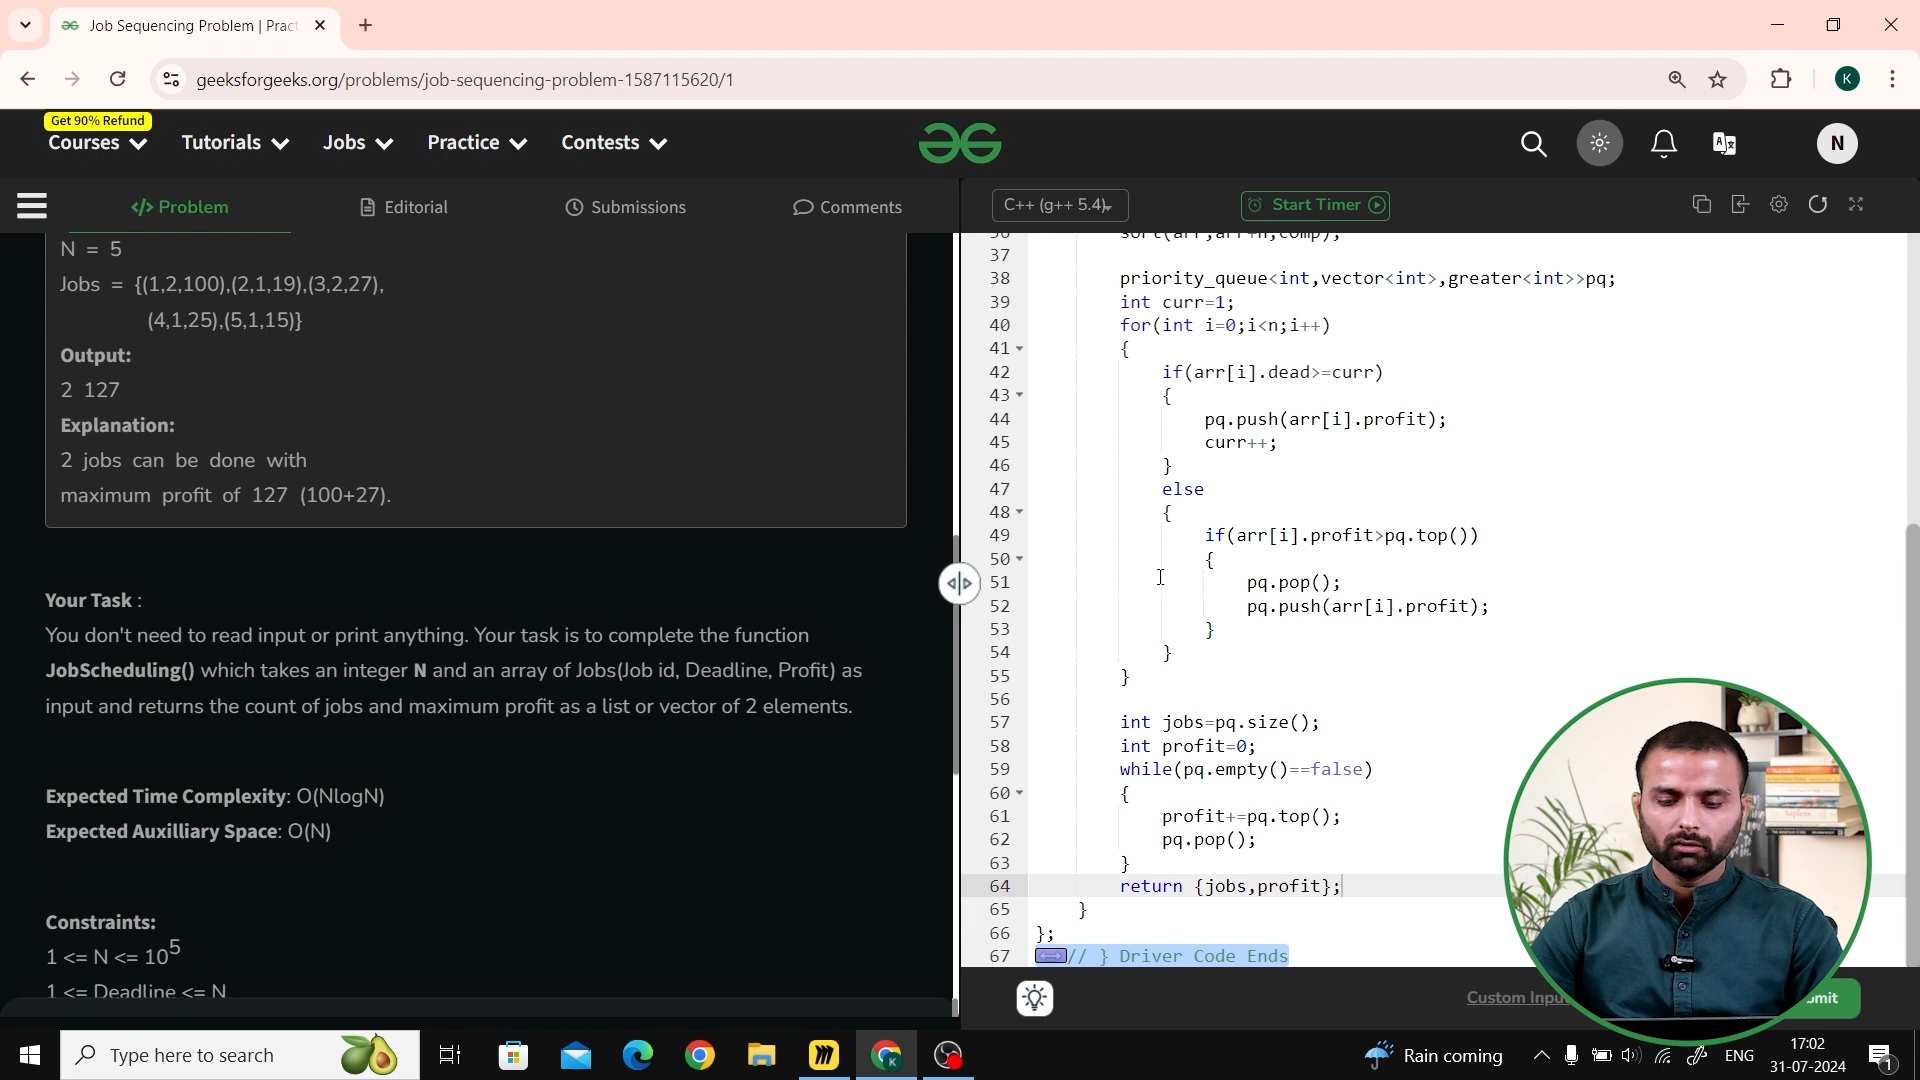 Job Sequencing Problem | Pract
geeksforgeeks.org/problems/job-sequencing-problem-1587115620/1
K
Get 90% Refund
Courses
Tutorials
Jobs
Practice
Contests
N
</> Problem
Editorial
Submissions
Comments
C++ (g++ 5.4)
Start Timer
N = 5
Jobs = {(1,2,100),(2,1,19),(3,2,27),
(4,1,25),(5,1,15)}
Output:
2 127
Explanation:
2 jobs can be done with
maximum profit of 127 (100+27).
Your Task :
You don't need to read input or print anything. Your task is to complete the function
JobScheduling() which takes an integer N and an array of Jobs(Job id, Deadline, Profit) as
input and returns the count of jobs and maximum profit as a list or vector of 2 elements.
Expected Time Complexity: O(NlogN)
Expected Auxilliary Space: O(N)
Constraints:
1 <= N <= 10^5
1 <= Deadline <= N
36 sort(arr,arr+n,comp);
37
38 priority_queue<int,vector<int>,greater<int>>pq;
39 int curr=1;
40 for(int i=0;i<n;i++)
41 {
42 if(arr[i].dead>=curr)
43 {
44 pq.push(arr[i].profit);
45 curr++;
46 }
47 else
48 {
49 if(arr[i].profit>pq.top())
50 {
51 pq.pop();
52 pq.push(arr[i].profit);
53 }
54 }
55 }
56
57 int jobs=pq.size();
58 int profit=0;
59 while(pq.empty()==false)
60 {
61 profit+=pq.top();
62 pq.pop();
63 }
64 return {jobs,profit};
65 }
66 };
67 // } Driver Code Ends
Custom Inpu
mit
Type here to search
Rain coming
ENG
17:02
31-07-2024
1